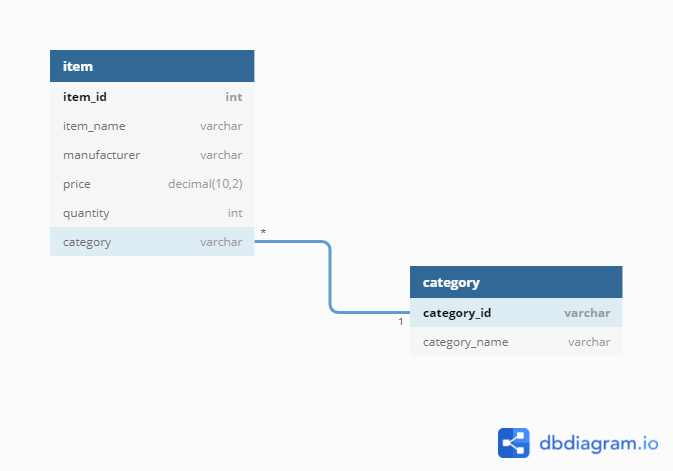 item
item_id int
item_name varchar
manufacturer varchar
price decimal(10,2)
quantity int
category varchar
*
category
1
category_id varchar
category_name varchar
dbdiagram.io